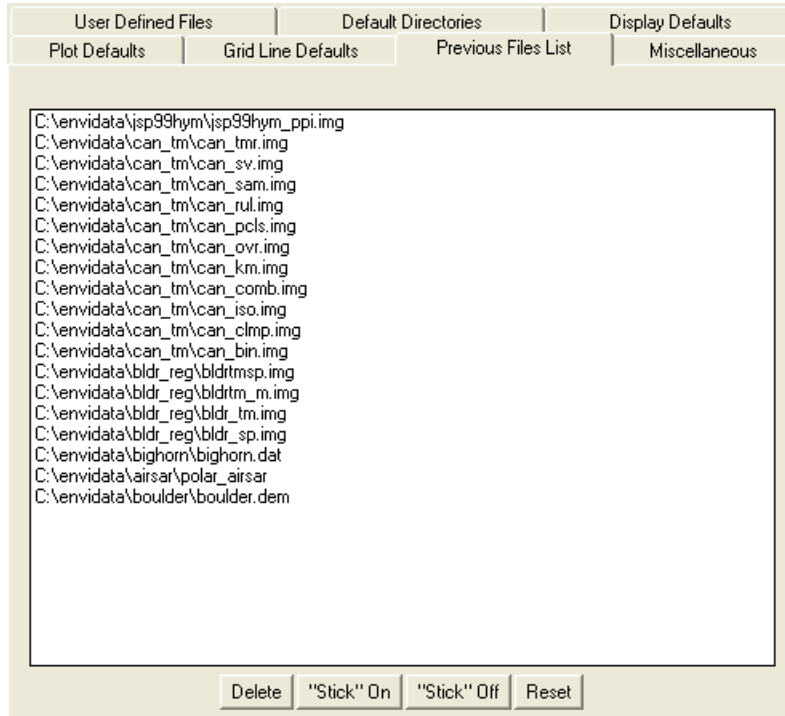 User Defined Files Default Directories Display Defaults
Plot Defaults Grid Line Defaults Previous Files List Miscellaneous
C:\envidata\jsp99hym\jsp99hym_ppi.img
C:\envidata\can_tm\can_tmr.img
C:\envidata\can_tm\can_sv.img
C:\envidata\can_tm\can_sam.img
C:\envidata\can_tm\can_rul.img
C:\envidata\can_tm\can_pcls.img
C:\envidata\can_tm\can_ovr.img
C:\envidata\can_tm\can_km.img
C:\envidata\can_tm\can_comb.img
C:\envidata\can_tm\can_iso.img
C:\envidata\can_tm\can_clmp.img
C:\envidata\can_tm\can_bin.img
C:\envidata\bldr_reg\bldrtmsp.img
C:\envidata\bldr_reg\bldrtm_m.img
C:\envidata\bldr_reg\bldr_tm.img
C:\envidata\bldr_reg\bldr_sp.img
C:\envidata\bighorn\bighorn.dat
C:\envidata\airsar\polar_airsar
C:\envidata\boulder\boulder.dem
Delete "Stick" On "Stick" Off Reset